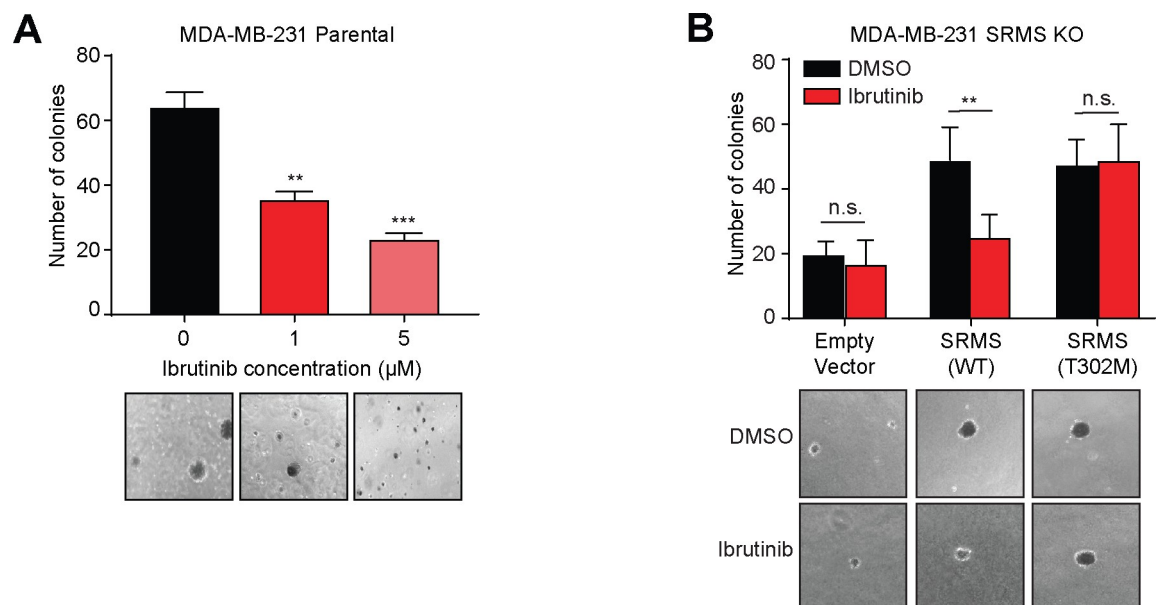 A
MDA-MB-231 Parental
Number of colonies
80
60
40
20
0
**
***
0 1 5
Ibrutinib concentration (µM)
B
MDA-MB-231 SRMS KO
DMSO
Ibrutinib
Number of colonies
80
60
40
20
0
n.s.
**
n.s.
Empty
Vector
SRMS
(WT)
SRMS
(T302M)
DMSO
Ibrutinib